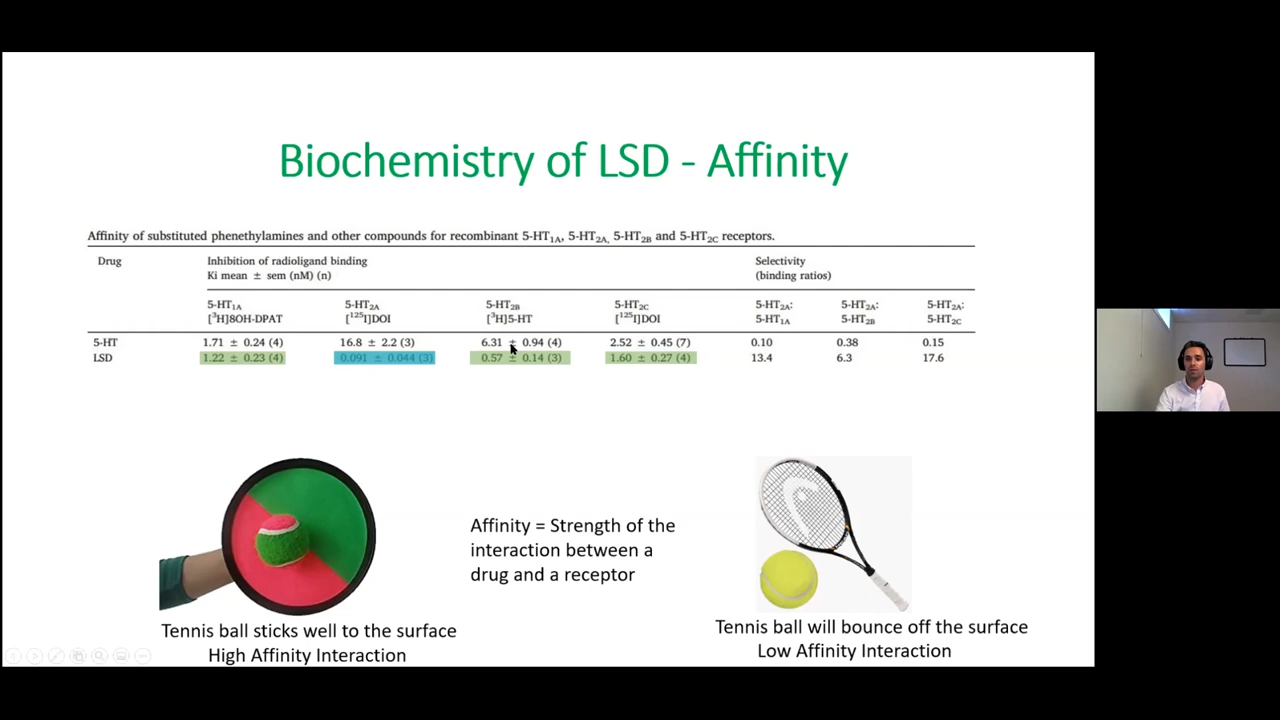 Biochemistry of LSD - Affinity
Affinity of substituted phenethylamines and other compounds for recombinant 5-HT1A, 5-HT2A, 5-HT2B and 5-HT2C receptors.
Drug Inhibition of radioligand binding Selectivity
Ki mean ± sem (nM) (n) (binding ratios)
5-HT1A 5-HT2A 5-HT2B 5-HT2C 5-HT2A: 5-HT2A: 5-HT2A:
[³H]8OH-DPAT [¹²⁵I]DOI [³H]5-HT [¹²⁵I]DOI 5-HT1A 5-HT2B 5-HT2C
5-HT 1.71 ± 0.24 (4) 16.8 ± 2.2 (3) 6.31 ± 0.94 (4) 2.52 ± 0.45 (7) 0.10 0.38 0.15
LSD 1.22 ± 0.23 (4) 0.091 ± 0.044 (3) 0.57 ± 0.14 (3) 1.60 ± 0.27 (4) 13.4 6.3 17.6
Affinity = Strength of the
interaction between a
drug and a receptor
Tennis ball sticks well to the surface
High Affinity Interaction
Tennis ball will bounce off the surface
Low Affinity Interaction